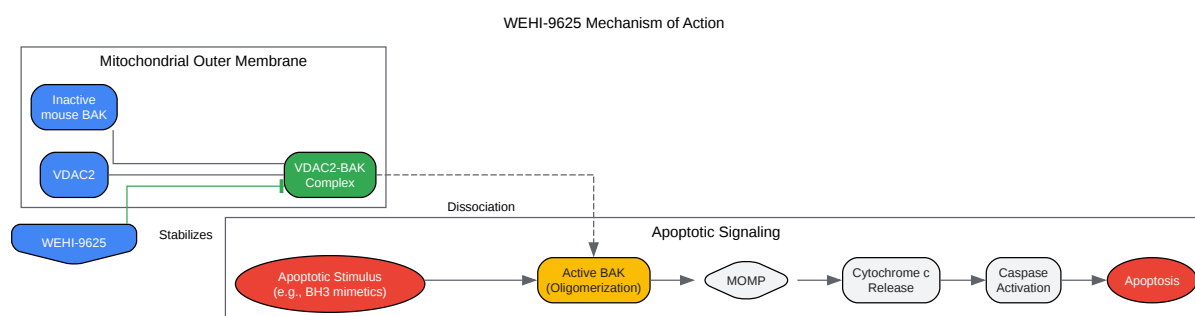 WEHI-9625 Mechanism of Action
Mitochondrial Outer Membrane
Inactive
mouse BAK
VDAC2
VDAC2-BAK
Complex
WEHI-9625
Stabilizes
Dissociation
Apoptotic Signaling
Apoptotic Stimulus
(e.g., BH3 mimetics)
Active BAK
(Oligomerization)
MOMP
Cytochrome c
Release
Caspase
Activation
Apoptosis